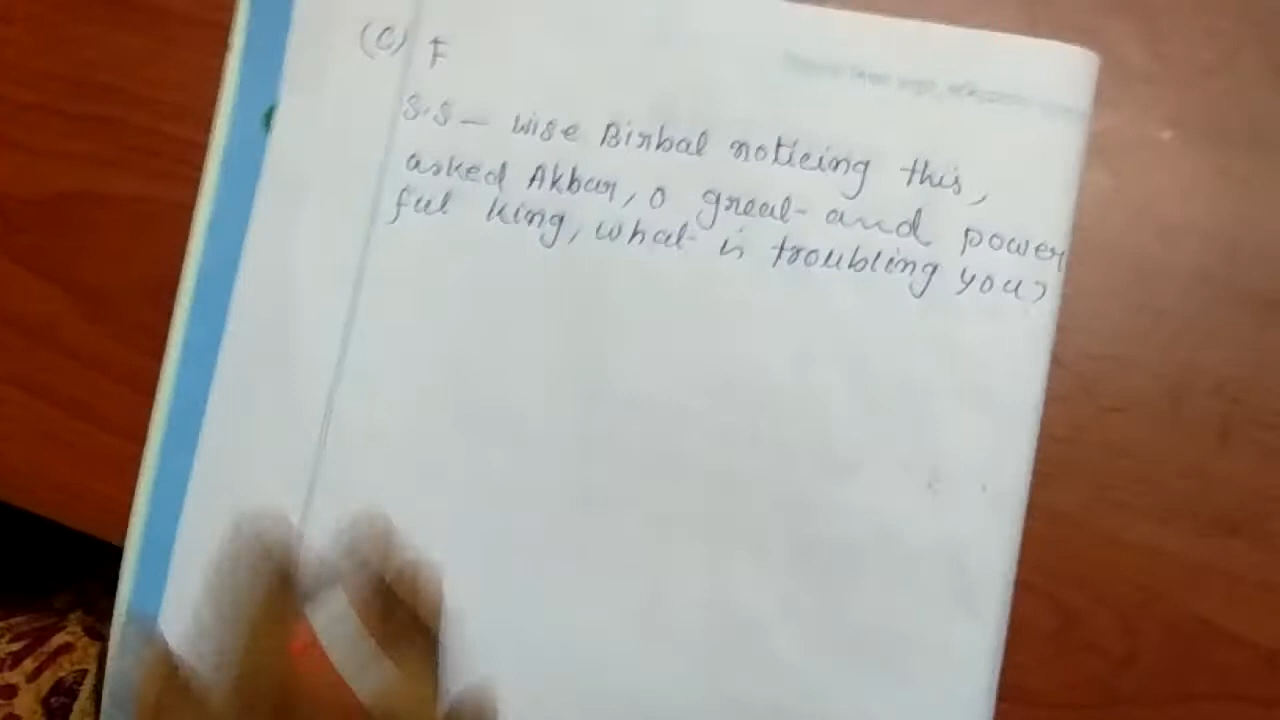 (C) F
S.S - Wise Birbal noticing this,
asked Akbar, O great and power
ful king, what is troubling you?